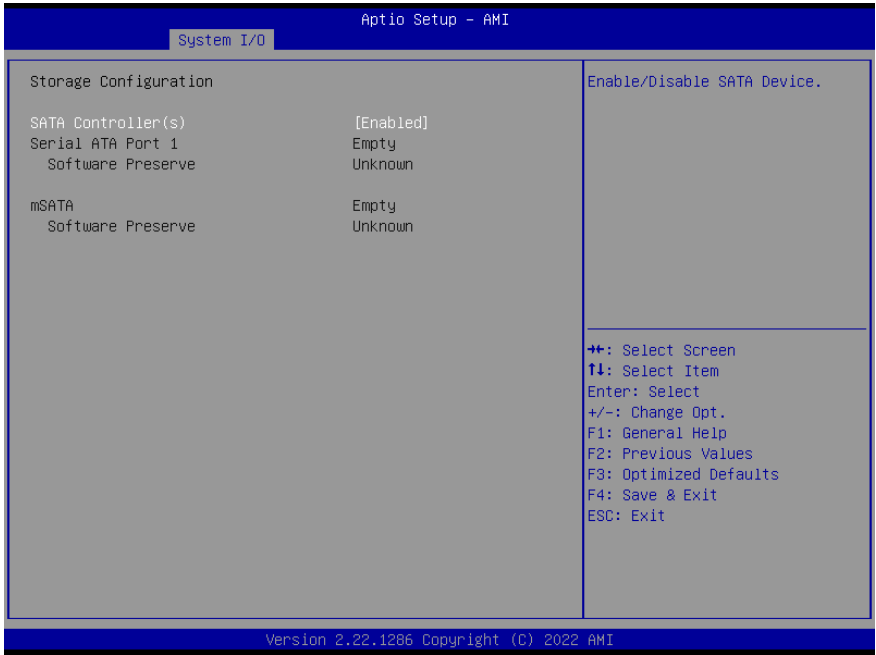 Aptio Setup – AMI
System I/O
Storage Configuration
SATA Controller(s) [Enabled]
Serial ATA Port 1 Empty
Software Preserve Unknown
mSATA Empty
Software Preserve Unknown
Enable/Disable SATA Device.
→←: Select Screen
↑↓: Select Item
Enter: Select
+/-: Change Opt.
F1: General Help
F2: Previous Values
F3: Optimized Defaults
F4: Save & Exit
ESC: Exit
Version 2.22.1286 Copyright (C) 2022 AMI